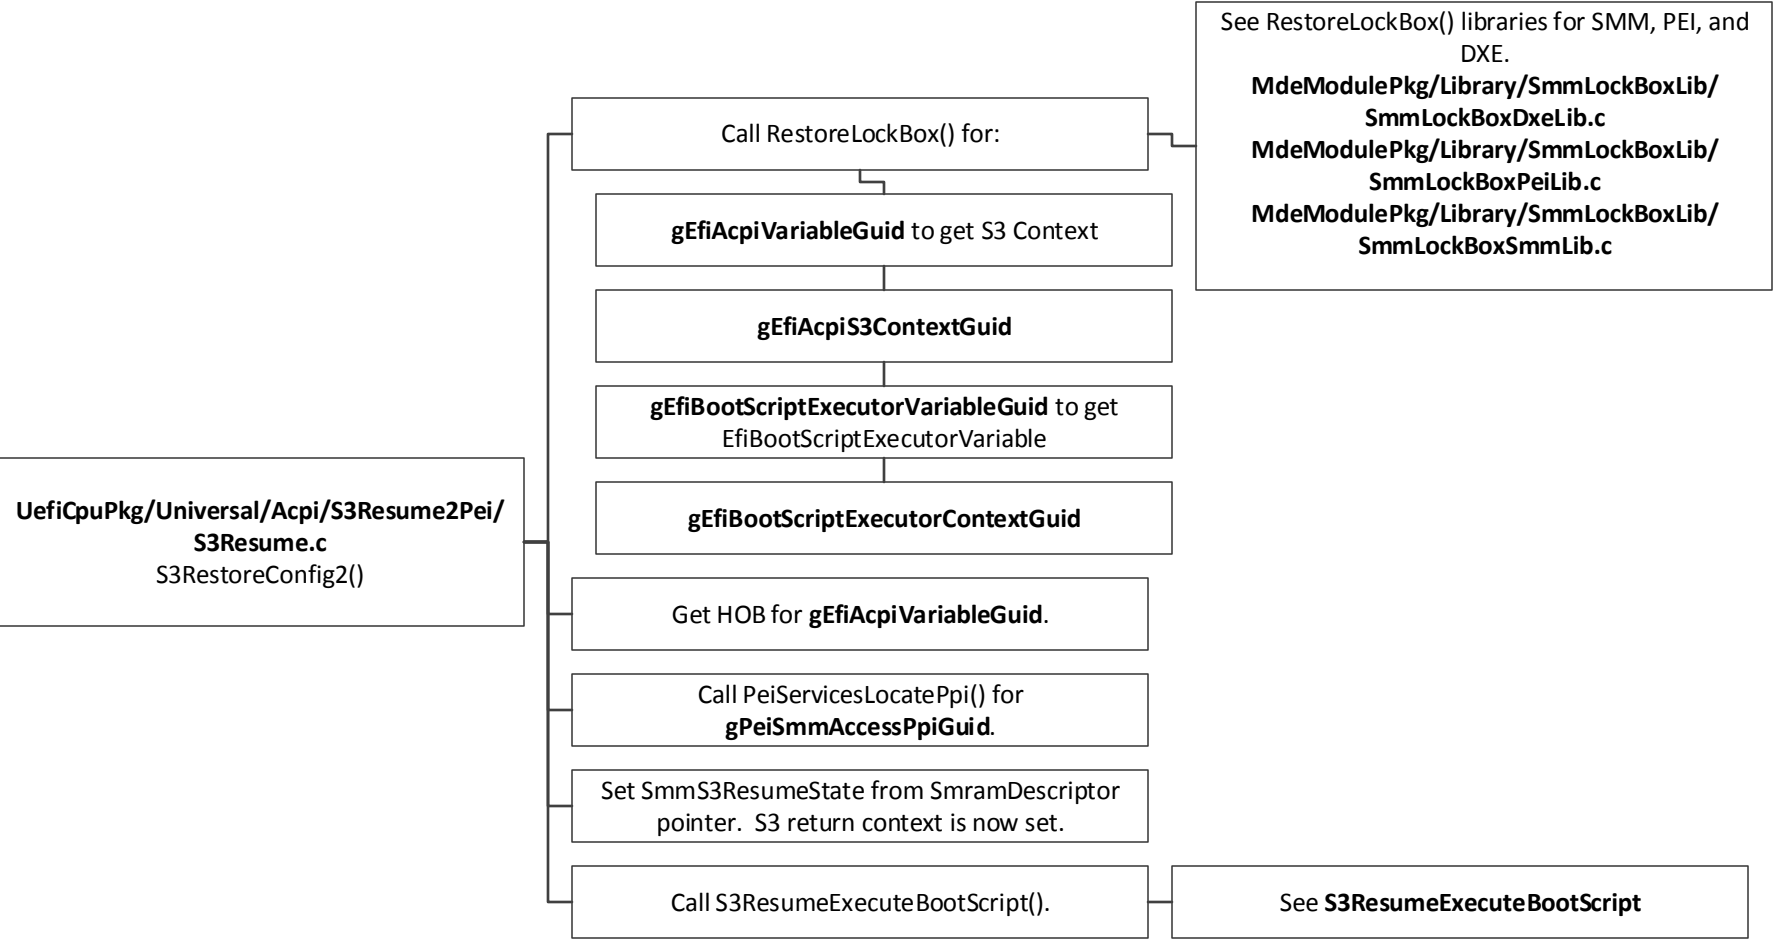 See RestoreLockBox() libraries for SMM, PEI, and
DXE.
MdeModulePkg/Library/SmmLockBoxLib/
SmmLockBoxDxeLib.c
MdeModulePkg/Library/SmmLockBoxLib/
SmmLockBoxPeiLib.c
MdeModulePkg/Library/SmmLockBoxLib/
SmmLockBoxSmmLib.c
Call RestoreLockBox() for:
gEfiAcpiVariableGuid to get S3 Context
gEfiAcpiS3ContextGuid
gEfiBootScriptExecutorVariableGuid to get
EfiBootScriptExecutorVariable
gEfiBootScriptExecutorContextGuid
UefiCpuPkg/Universal/Acpi/S3Resume2Pei/
S3Resume.c
S3RestoreConfig2()
Get HOB for gEfiAcpiVariableGuid.
Call PeiServicesLocatePpi() for
gPeiSmmAccessPpiGuid.
Set SmmS3ResumeState from SmramDescriptor
pointer.  S3 return context is now set.
Call S3ResumeExecuteBootScript().
See S3ResumeExecuteBootScript